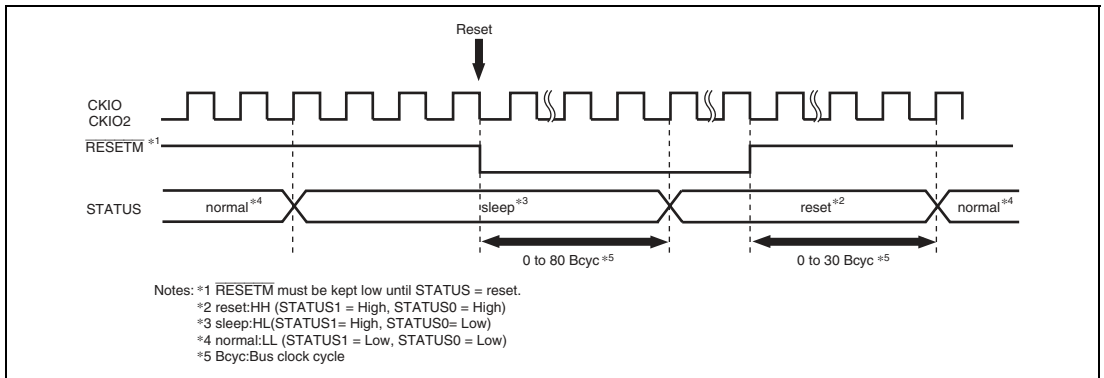 Reset
CKIO
CKIO2
RESETM *1
STATUS
normal*4
sleep*3
reset*2
normal*4
0 to 80 Bcyc *5
0 to 30 Bcyc *5
Notes: *1 RESETM must be kept low until STATUS = reset.
*2 reset:HH (STATUS1 = High, STATUS0 = High)
*3 sleep:HL(STATUS1= High, STATUS0= Low)
*4 normal:LL (STATUS1 = Low, STATUS0 = Low)
*5 Bcyc:Bus clock cycle